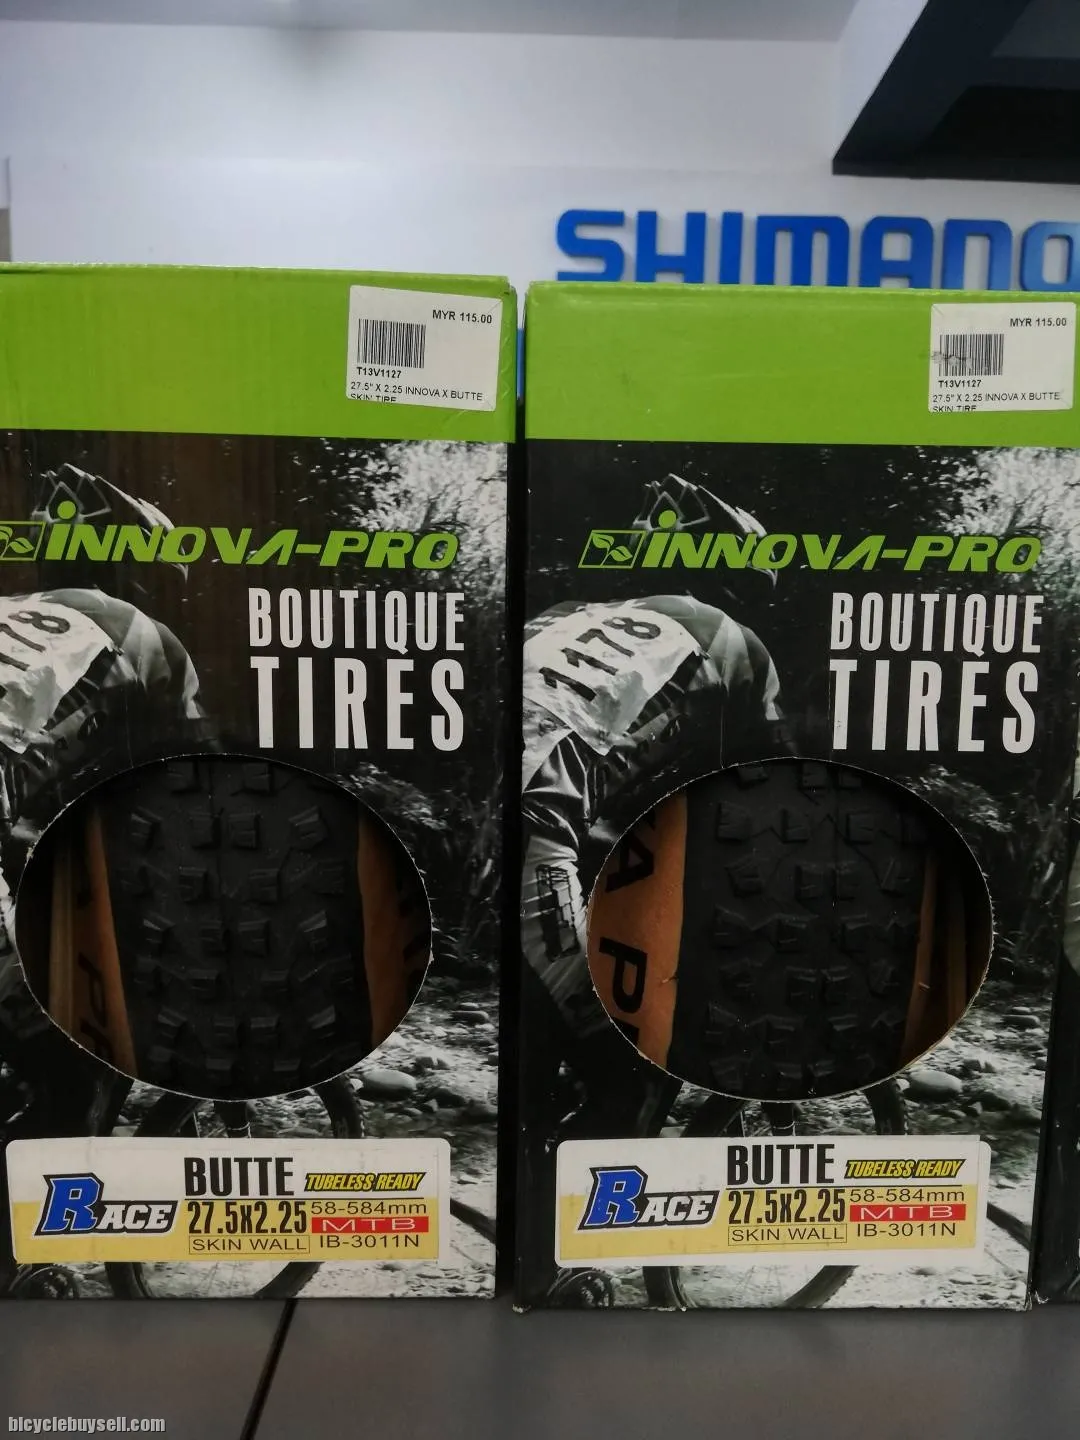 SHIMANO
MYR 115.00
T13V1127
27.5" X 2.25 INNOVA X BUTTE
SKIN TIRE
INNOVA-PRO
BOUTIQUE
TIRES
178
RACE
BUTTE
TUBELESS READY
27.5X2.25
58-584mm
MTB
SKIN WALL
IB-3011N
MYR 115.00
T13V1127
27.5" X 2.25 INNOVA X BUTTE
SKIN TIRE
INNOVA-PRO
BOUTIQUE
TIRES
1178
A P
RACE
BUTTE
TUBELESS READY
27.5X2.25
58-584mm
MTB
SKIN WALL
IB-3011N
bicyclebuysell.com